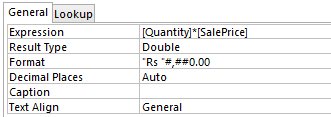 General Lookup
Expression [Quantity]*[SalePrice]
Result Type Double
Format "Rs "#,##0.00
Decimal Places Auto
Caption
Text Align General